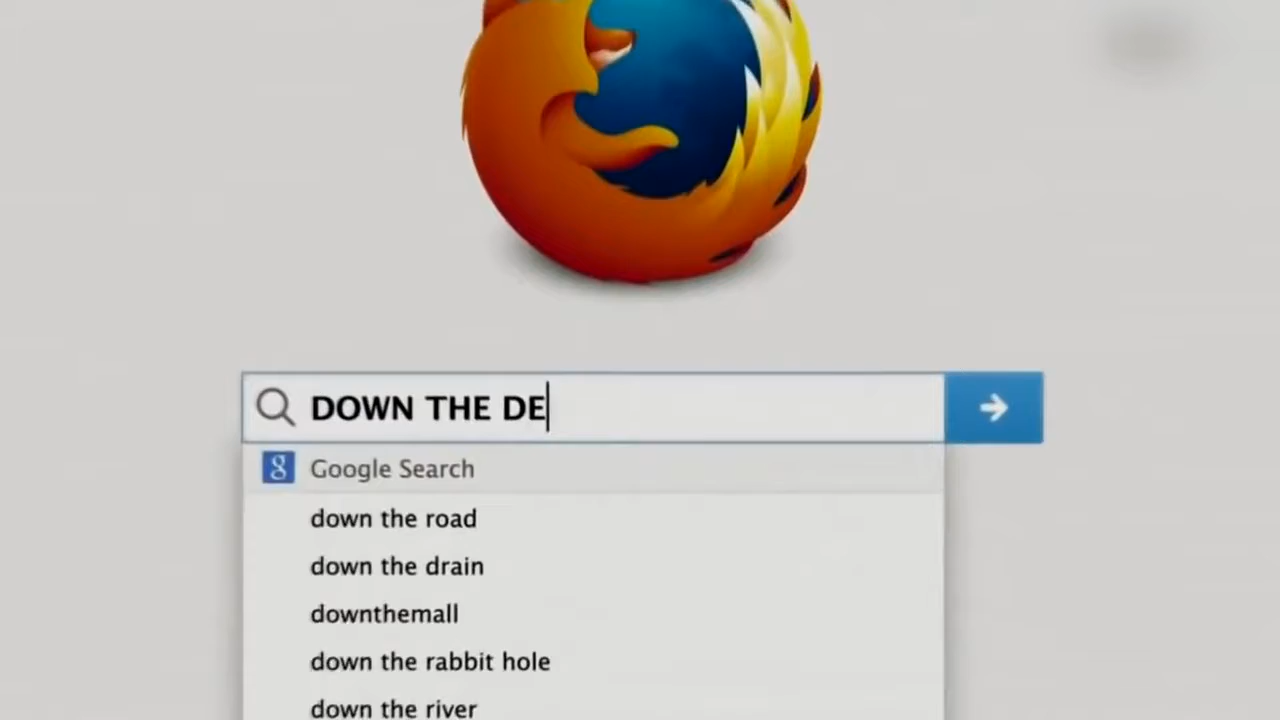 DOWN THE DE
Google Search
down the road
down the drain
downthemall
down the rabbit hole
down the river